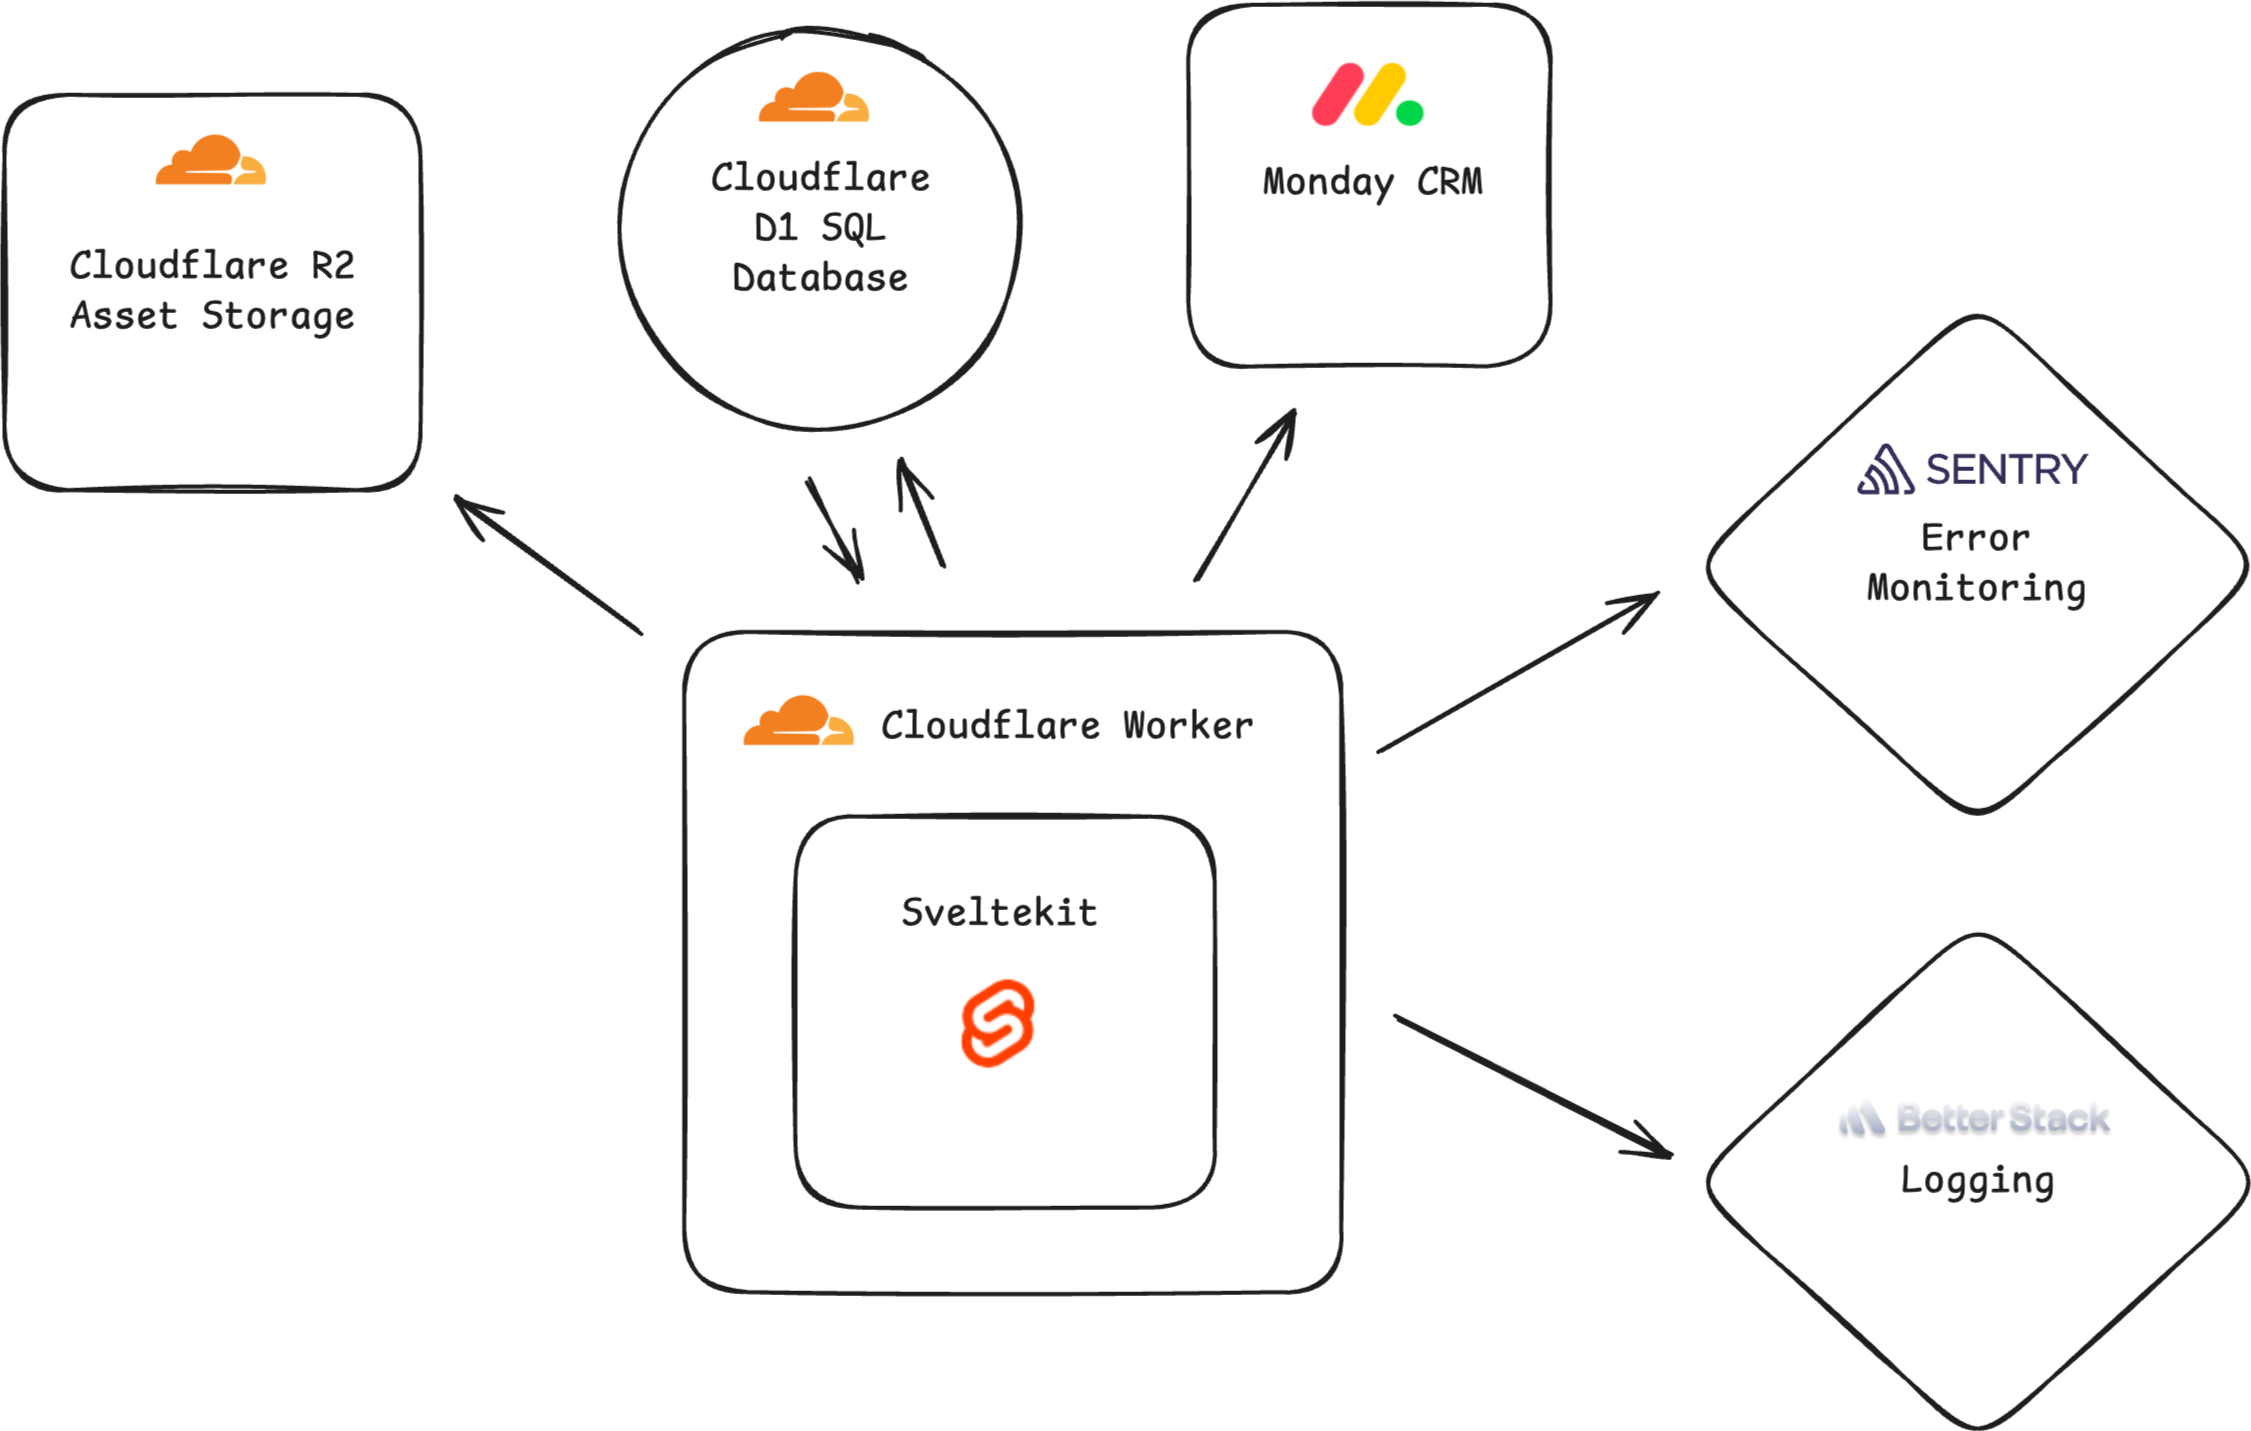 Cloudflare R2
Asset Storage
Cloudflare
D1 SQL
Database
Monday CRM
SENTRY
Error
Monitoring
Cloudflare Worker
Sveltekit
Better Stack
Logging